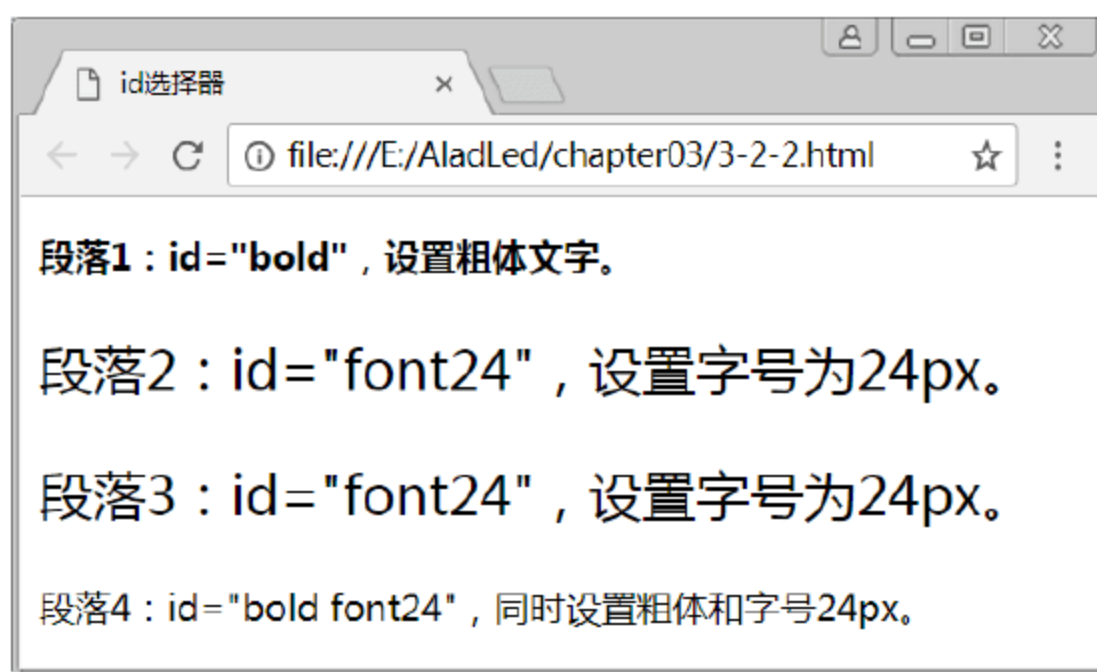 id选择器
file:///E:/AladLed/chapter03/3-2-2.html
段落1：id="bold"，设置粗体文字。
段落2：id="font24"，设置字号为24px。
段落3：id="font24"，设置字号为24px。
段落4：id="bold font24"，同时设置粗体和字号24px。